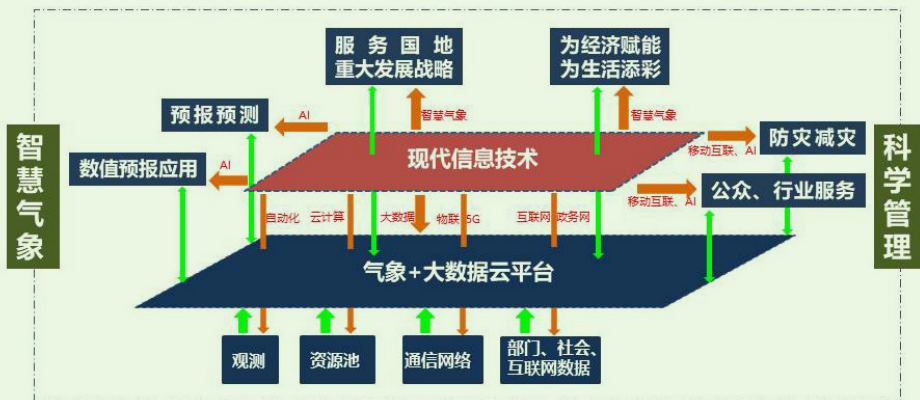 服务国地
重大发展战略
为经济赋能
为生活添彩
预报预测
AI
智慧气象
智慧气象
防灾减灾
移动互联、AI
数值预报应用
AI
现代信息技术
公众、行业服务
移动互联、AI
智慧气象
科学管理
自动化
云计算
大数据
物联
5G
互联网
政务网
气象+大数据云平台
观测
资源池
通信网络
部门、社会、
互联网数据